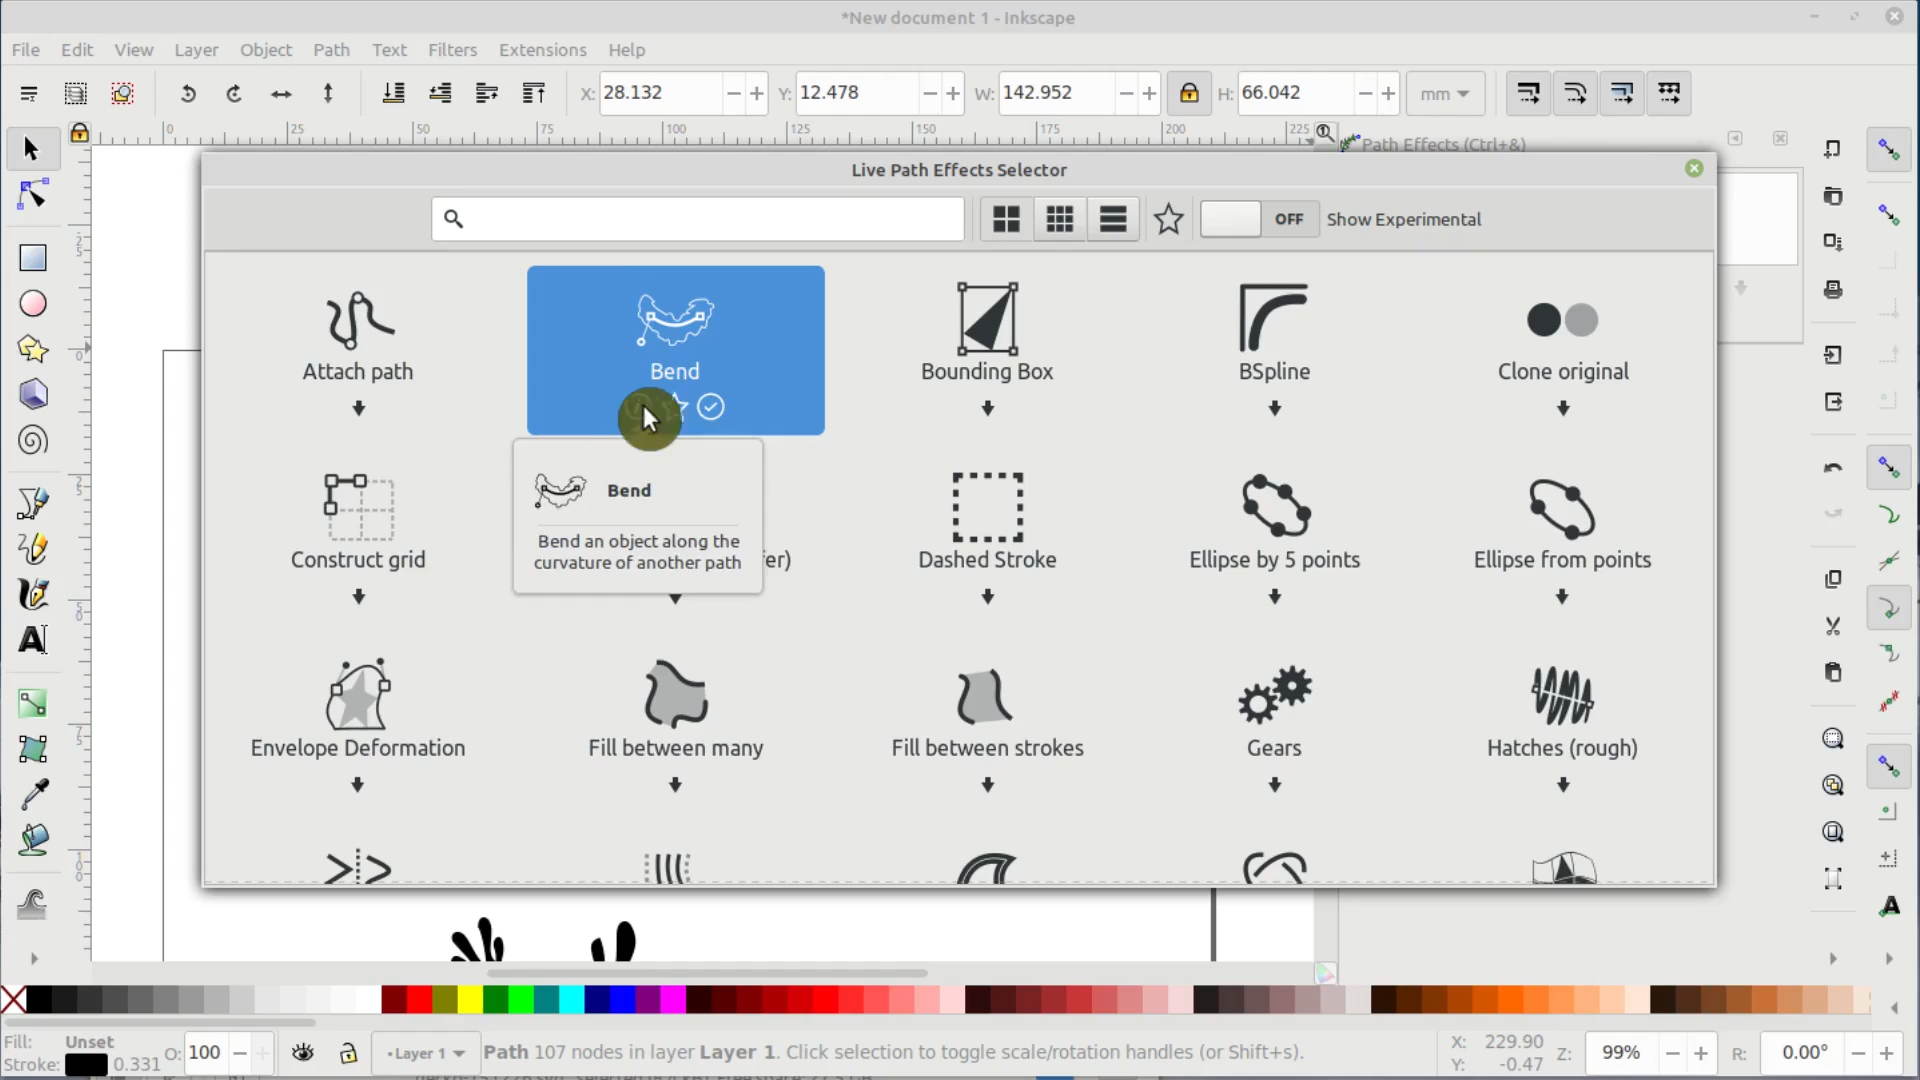 *New document 1 - Inkscape
File Edit View Layer Object Path Text Filters Extensions Help
X: 28.132 Y: 12.478 W: 142.952 H: 66.042 mm
0 25 50 75 100 125 150 175 200 225
Path Effects (Ctrl+&)
Live Path Effects Selector
OFF Show Experimental
Attach path Bend Bounding Box BSpline Clone original
Bend
Bend an object along the
curvature of another path
Construct grid fer) Dashed Stroke Ellipse by 5 points Ellipse from points
Envelope Deformation Fill between many Fill between strokes Gears Hatches (rough)
Fill: Unset
Stroke: 0.331 O: 100 Layer 1 Path 107 nodes in layer Layer 1. Click selection to toggle scale/rotation handles (or Shift+s).
X: 229.90
Y: -0.47
Z: 99% R: 0.00°